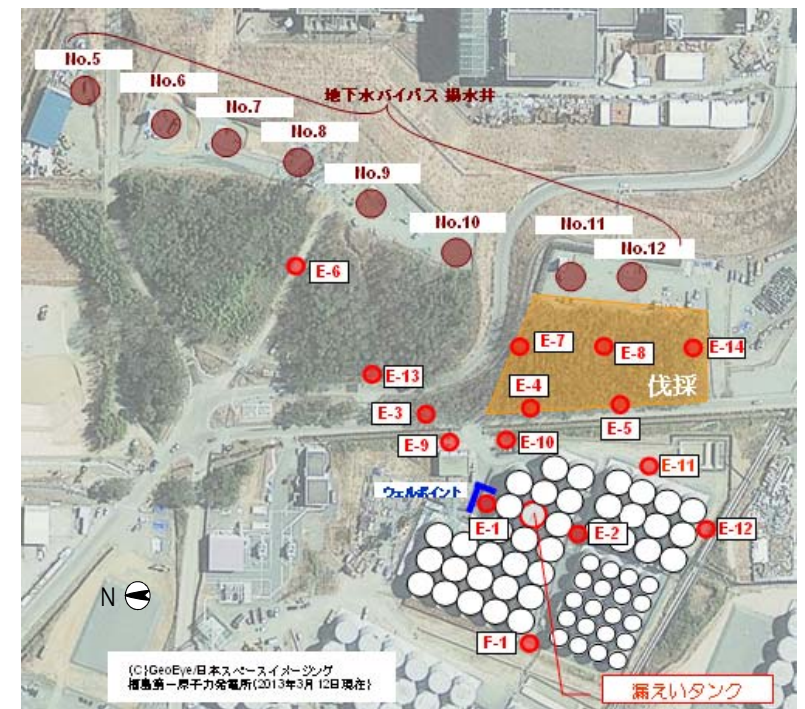 No.5
No.6
No.7
No.8
地下水バイパス 揚水井
No.9
No.10
No.11
No.12
E-6
E-7
E-8
E-14
E-13
E-4
伐採
E-3
E-5
E-9
E-10
E-11
ウェルポイント
E-1
E-2
E-12
N
F-1
(C)GeoEye/日本スペースイメージング
福島第一原子力発電所(2013年3月12日現在)
漏えいタンク